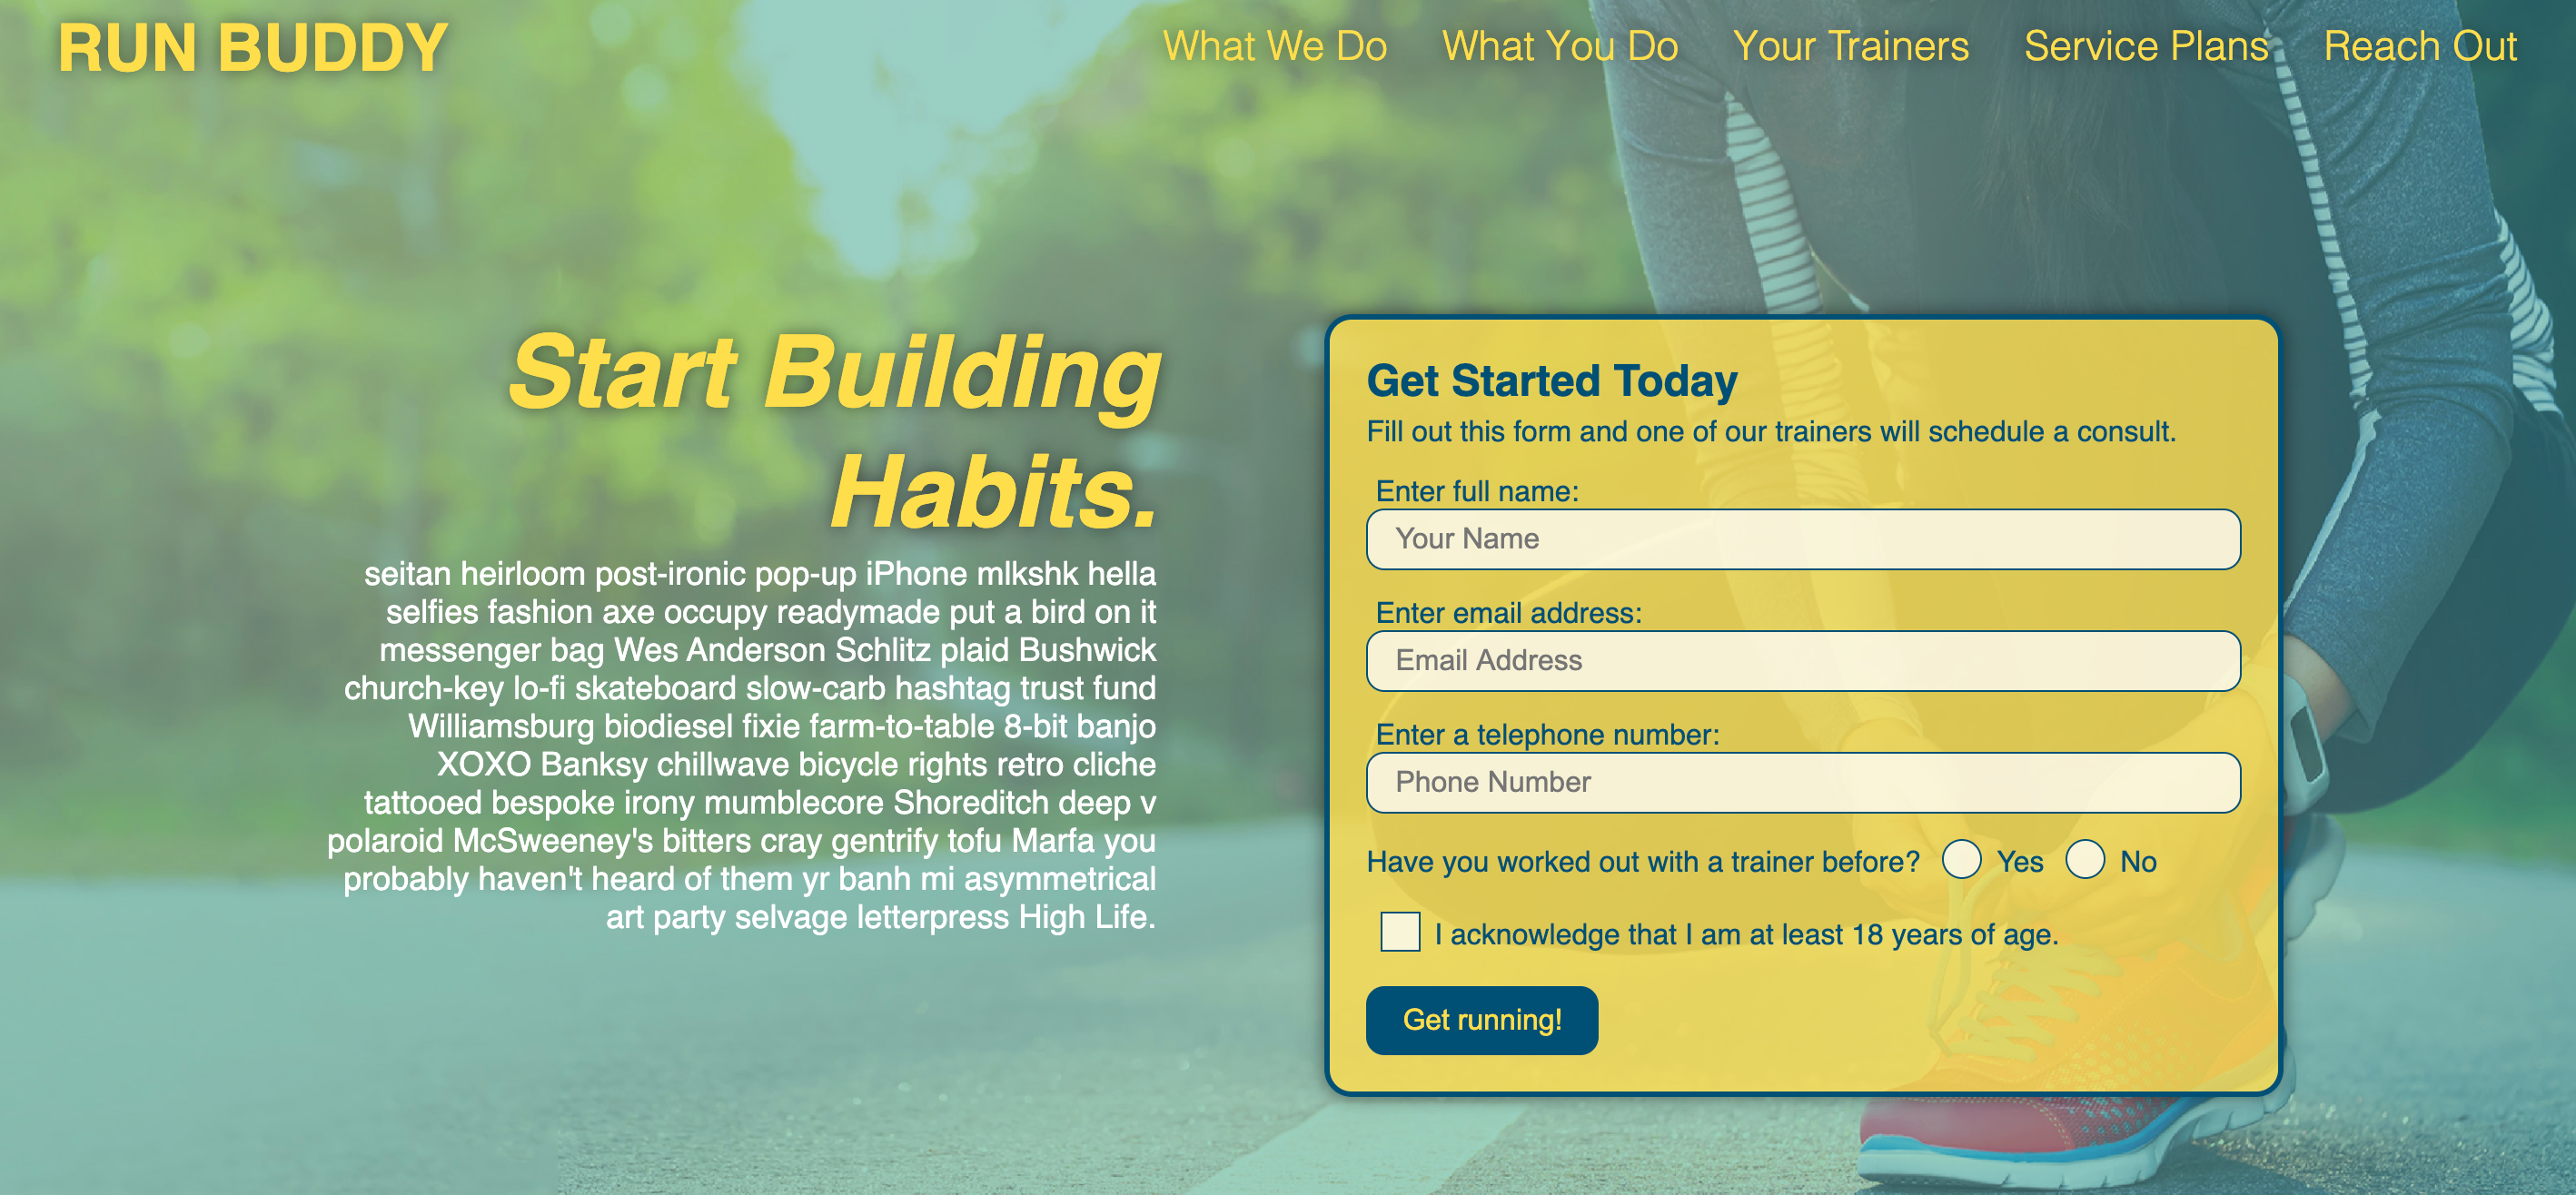 RUN BUDDY
What We Do
What You Do
Your Trainers
Service Plans
Reach Out
Start Building
Habits.
seitan heirloom post-ironic pop-up iPhone mlkshk hella
selfies fashion axe occupy readymade put a bird on it
messenger bag Wes Anderson Schlitz plaid Bushwick
church-key lo-fi skateboard slow-carb hashtag trust fund
Williamsburg biodiesel fixie farm-to-table 8-bit banjo
XOXO Banksy chillwave bicycle rights retro cliche
tattooed bespoke irony mumblecore Shoreditch deep v
polaroid McSweeney's bitters cray gentrify tofu Marfa you
probably haven't heard of them yr banh mi asymmetrical
art party selvage letterpress High Life.
Get Started Today
Fill out this form and one of our trainers will schedule a consult.
Enter full name:
Your Name
Enter email address:
Email Address
Enter a telephone number:
Phone Number
Have you worked out with a trainer before? Yes No
I acknowledge that I am at least 18 years of age.
Get running!